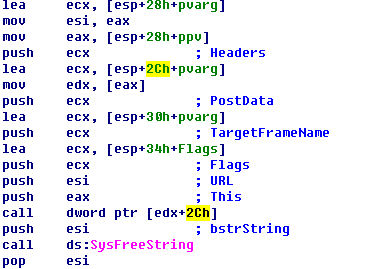 lea ecx, [esp+28h+pvarg]
mov esi, eax
mov eax, [esp+28h+ppv]
push ecx ; Headers
lea ecx, [esp+2Ch+pvarg]
mov edx, [eax]
push ecx ; PostData
lea ecx, [esp+30h+pvarg]
push ecx ; TargetFrameName
lea ecx, [esp+34h+Flags]
push ecx ; Flags
push esi ; URL
push eax ; This
call dword ptr [edx+2Ch]
push esi ; bstrString
call ds:SysFreeString
pop esi